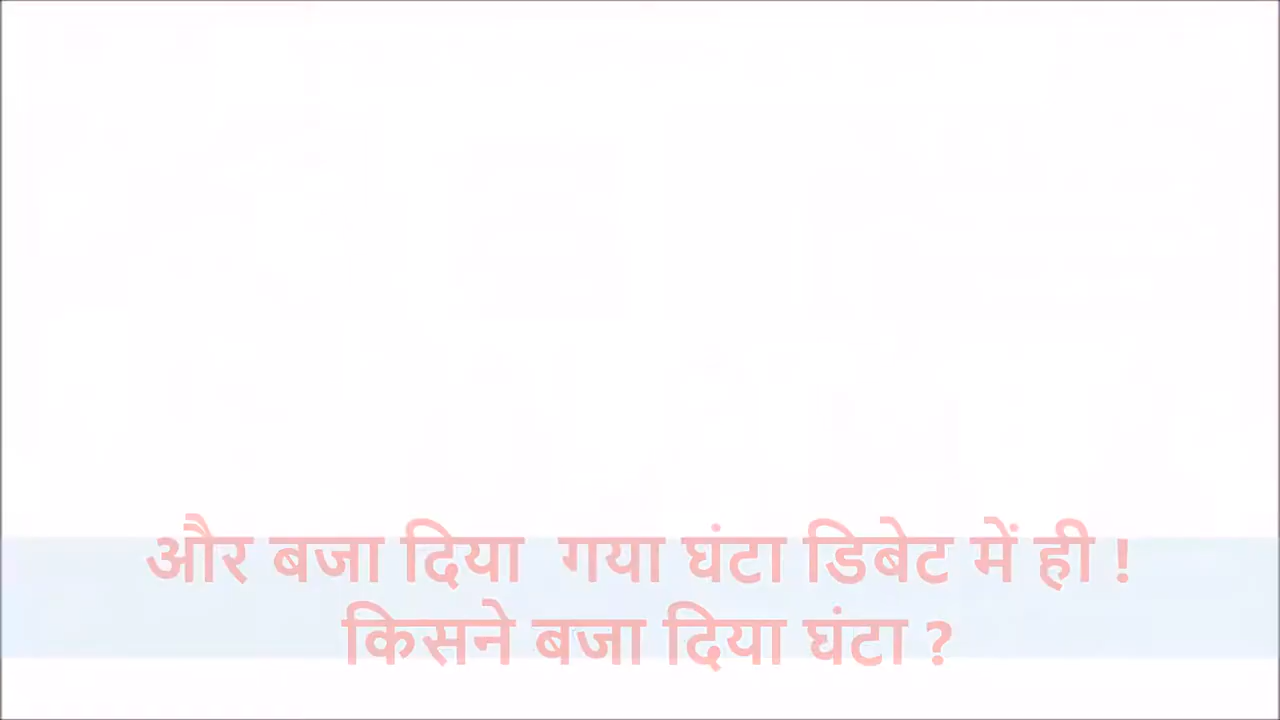 और बजा दिया गया घंटा डिबेट में ही !
किसने बजा दिया घंटा ?